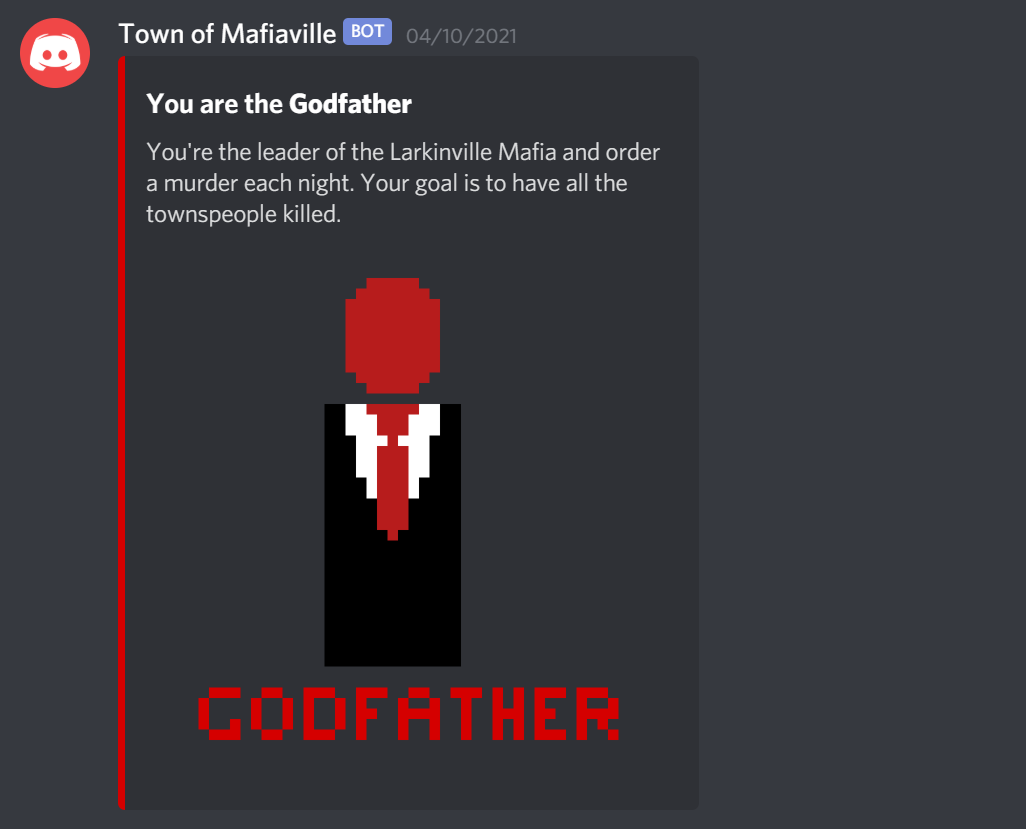 Town of Mafiaville BOT 04/10/2021
You are the Godfather
You're the leader of the Larkinville Mafia and order
a murder each night. Your goal is to have all the
townspeople killed.
GODFATHER